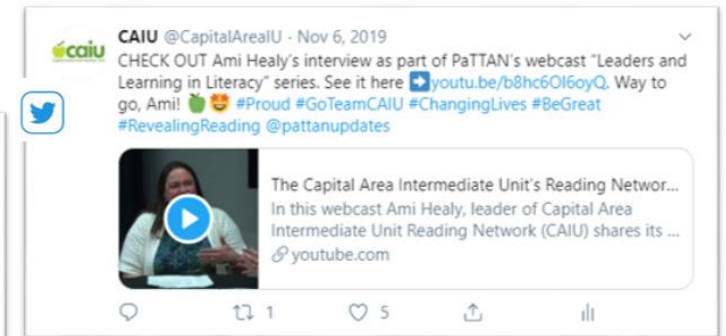 caiu
CAIU @CapitalAreaIU · Nov 6, 2019
CHECK OUT Ami Healy's interview as part of PaTTAN's webcast "Leaders and
Learning in Literacy" series. See it here ➡youtu.be/b8hc6OI6oyQ. Way to
go, Ami! 🍏🤩 #Proud #GoTeamCAIU #ChangingLives #BeGreat
#RevealingReading @pattanupdates
The Capital Area Intermediate Unit's Reading Networ...
In this webcast Ami Healy, leader of Capital Area
Intermediate Unit Reading Network (CAIU) shares its ...
youtube.com
1
5